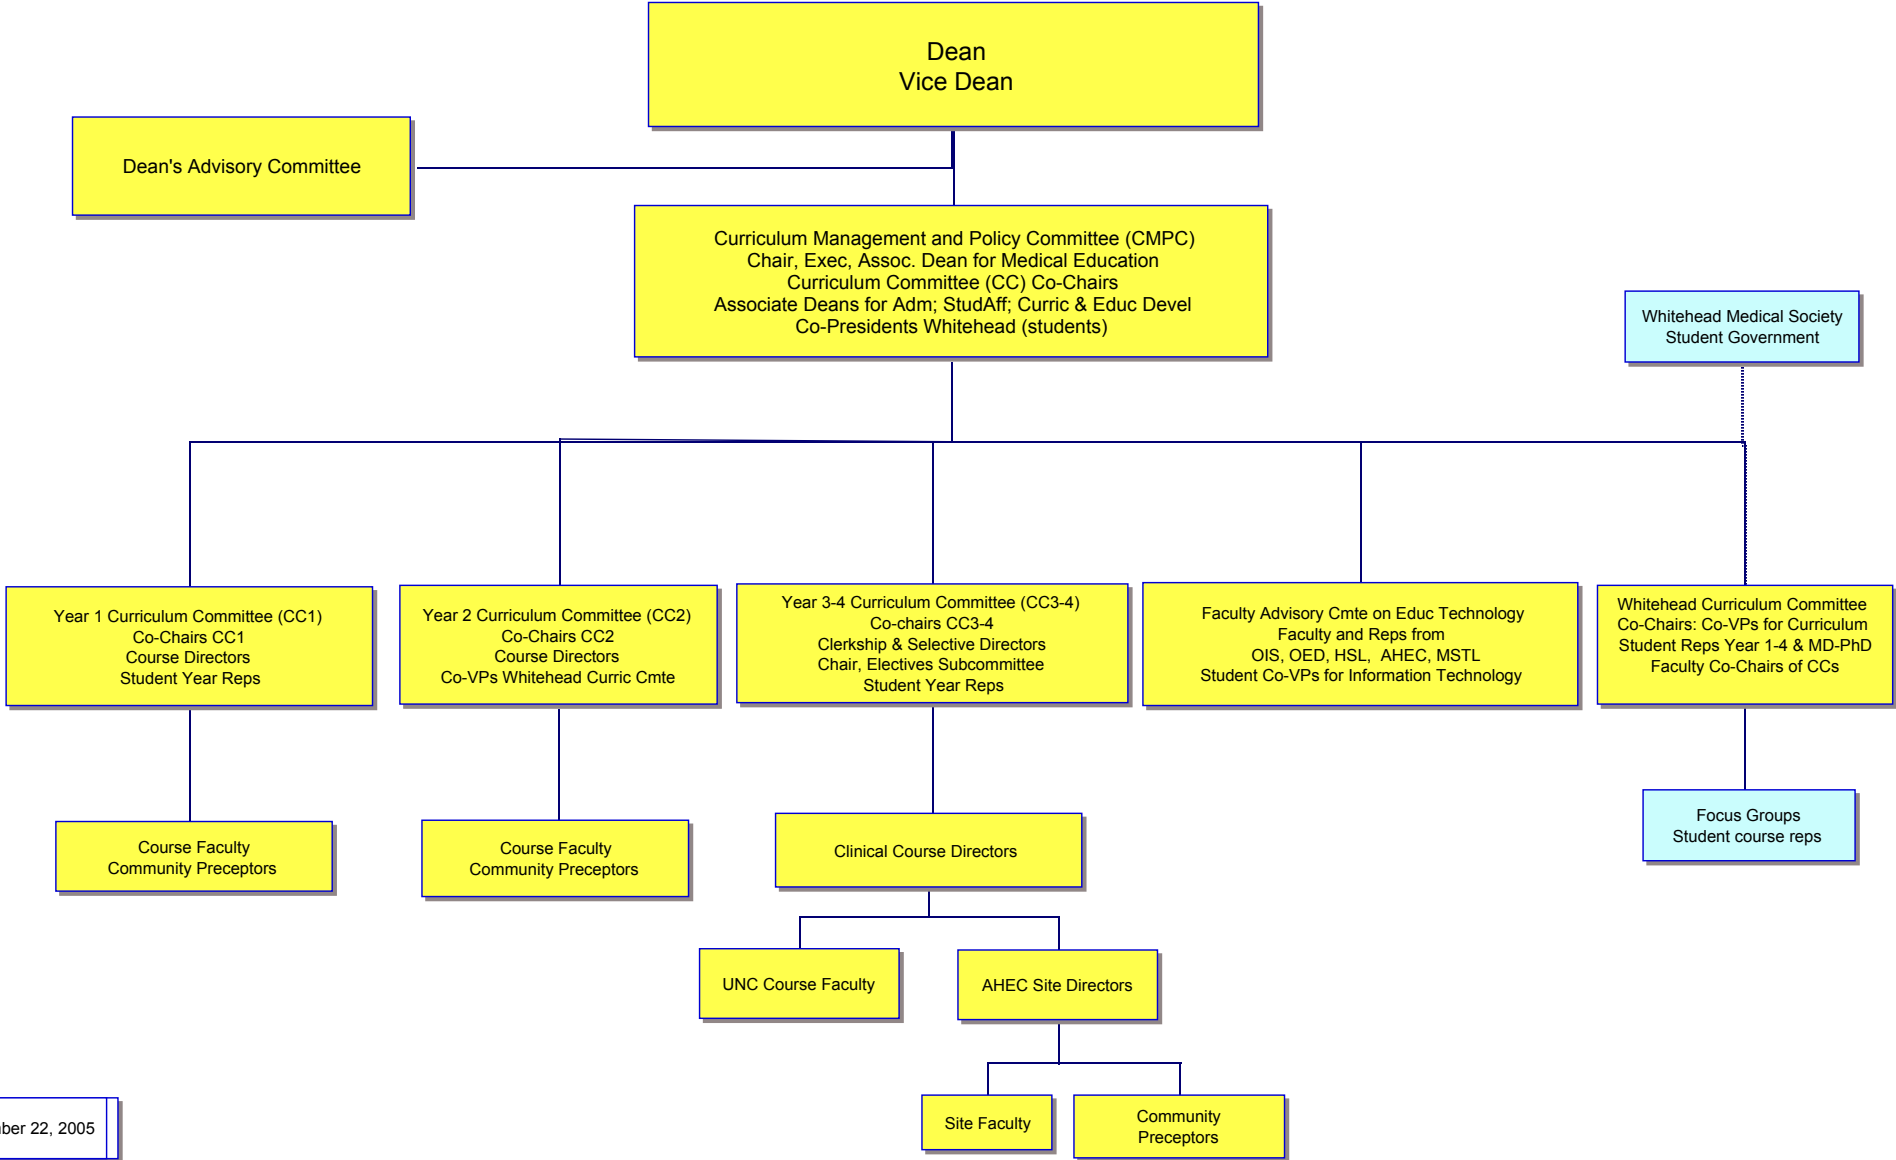 Dean
Vice Dean
Dean's Advisory Committee
Curriculum Management and Policy Committee (CMPC)
Chair, Exec, Assoc. Dean for Medical Education
Curriculum Committee (CC) Co-Chairs
Associate Deans for Adm; StudAff; Curric & Educ Devel
Co-Presidents Whitehead (students)
Whitehead Medical Society
Student Government
Year 1 Curriculum Committee (CC1)
Co-Chairs CC1
Course Directors
Student Year Reps
Year 2 Curriculum Committee (CC2)
Co-Chairs CC2
Course Directors
Co-VPs Whitehead Curric Cmte
Year 3-4 Curriculum Committee (CC3-4)
Co-chairs CC3-4
Clerkship & Selective Directors
Chair, Electives Subcommittee
Student Year Reps
Faculty Advisory Cmte on Educ Technology
Faculty and Reps from
OIS, OED, HSL, AHEC, MSTL
Student Co-VPs for Information Technology
Whitehead Curriculum Committee
Co-Chairs: Co-VPs for Curriculum
Student Reps Year 1-4 & MD-PhD
Faculty Co-Chairs of CCs
Course Faculty
Community Preceptors
Course Faculty
Community Preceptors
Clinical Course Directors
Focus Groups
Student course reps
UNC Course Faculty
AHEC Site Directors
Site Faculty
Community
Preceptors
22, 2005